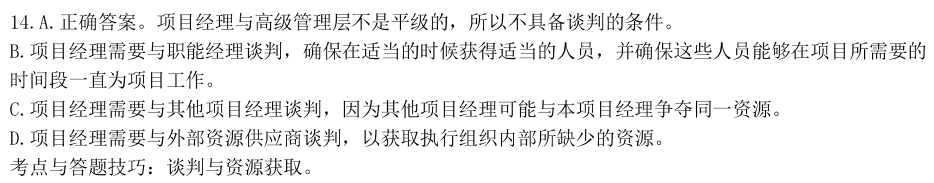 14.A.正确答案。项目经理与高级管理层不是平级的，所以不具备谈判的条件。
B.项目经理需要与职能经理谈判，确保在适当的时候获得适当的人员，并确保这些人员能够在项目所需要的
时间段一直为项目工作。
C.项目经理需要与其他项目经理谈判，因为其他项目经理可能与本项目经理争夺同一资源。
D.项目经理需要与外部资源供应商谈判，以获取执行组织内部所缺少的资源。
考点与答题技巧：谈判与资源获取。